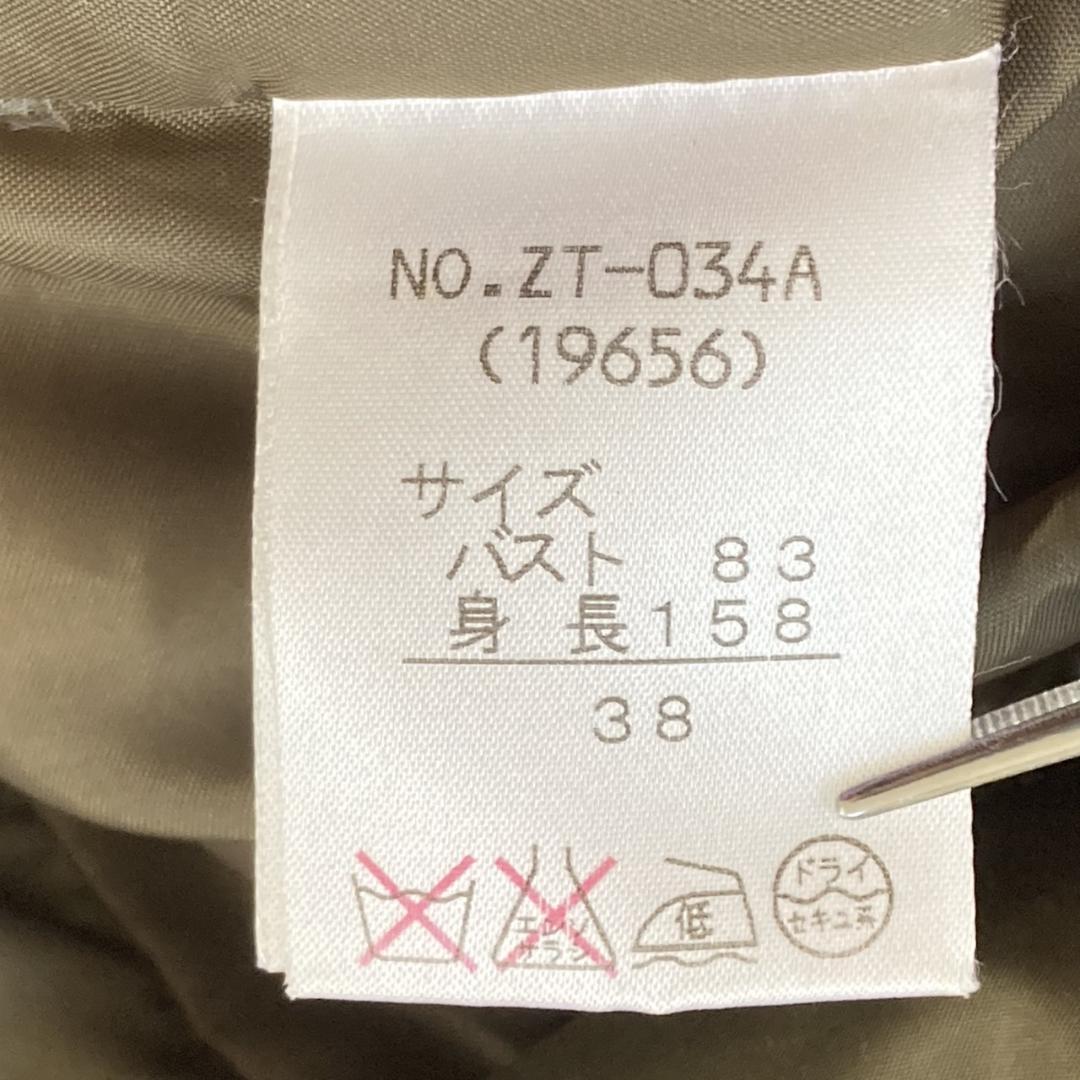 NO.ZT-034A
(19656)
サイズ
バスト 83
身 長158
38
エンソ
サラシ
低
ドライ
セキユ系